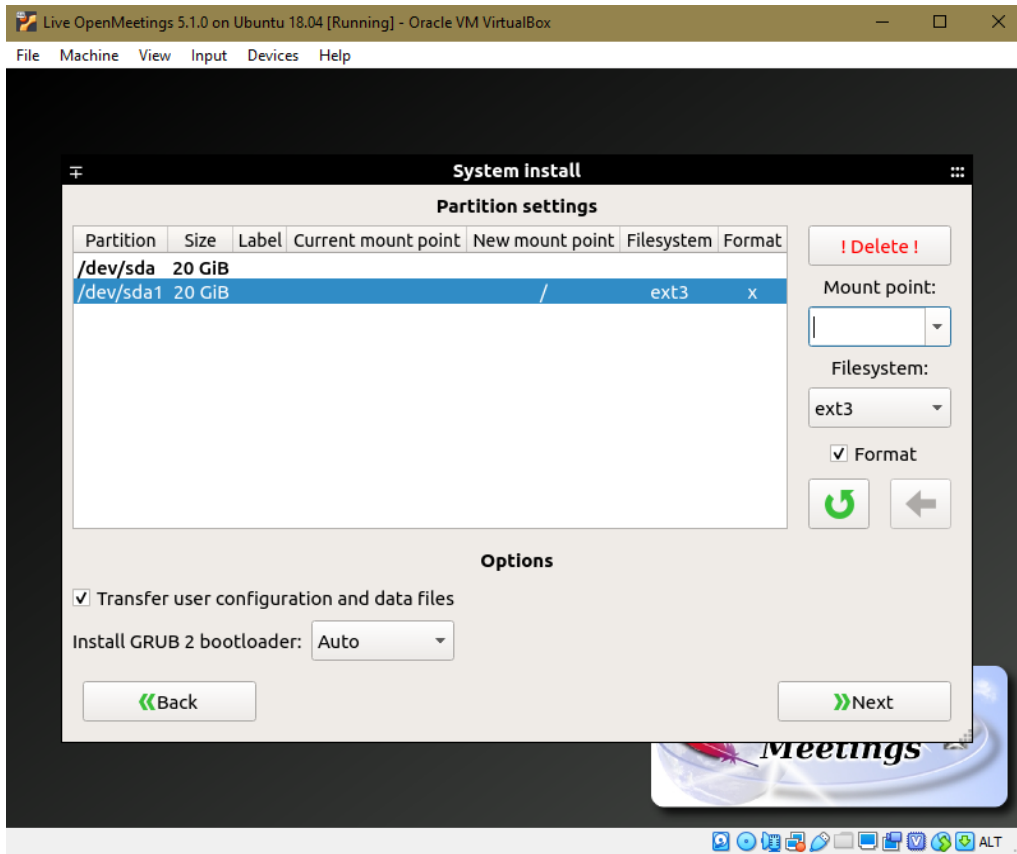 Live OpenMeetings 5.1.0 on Ubuntu 18.04 [Running] - Oracle VM VirtualBox
File Machine View Input Devices Help
System install
Partition settings
Partition Size Label Current mount point New mount point Filesystem Format
/dev/sda 20 GiB
/dev/sda1 20 GiB / ext3 x
! Delete !
Mount point:
Filesystem:
ext3
Format
Options
Transfer user configuration and data files
Install GRUB 2 bootloader: Auto
Back
Next
Meetings
ALT